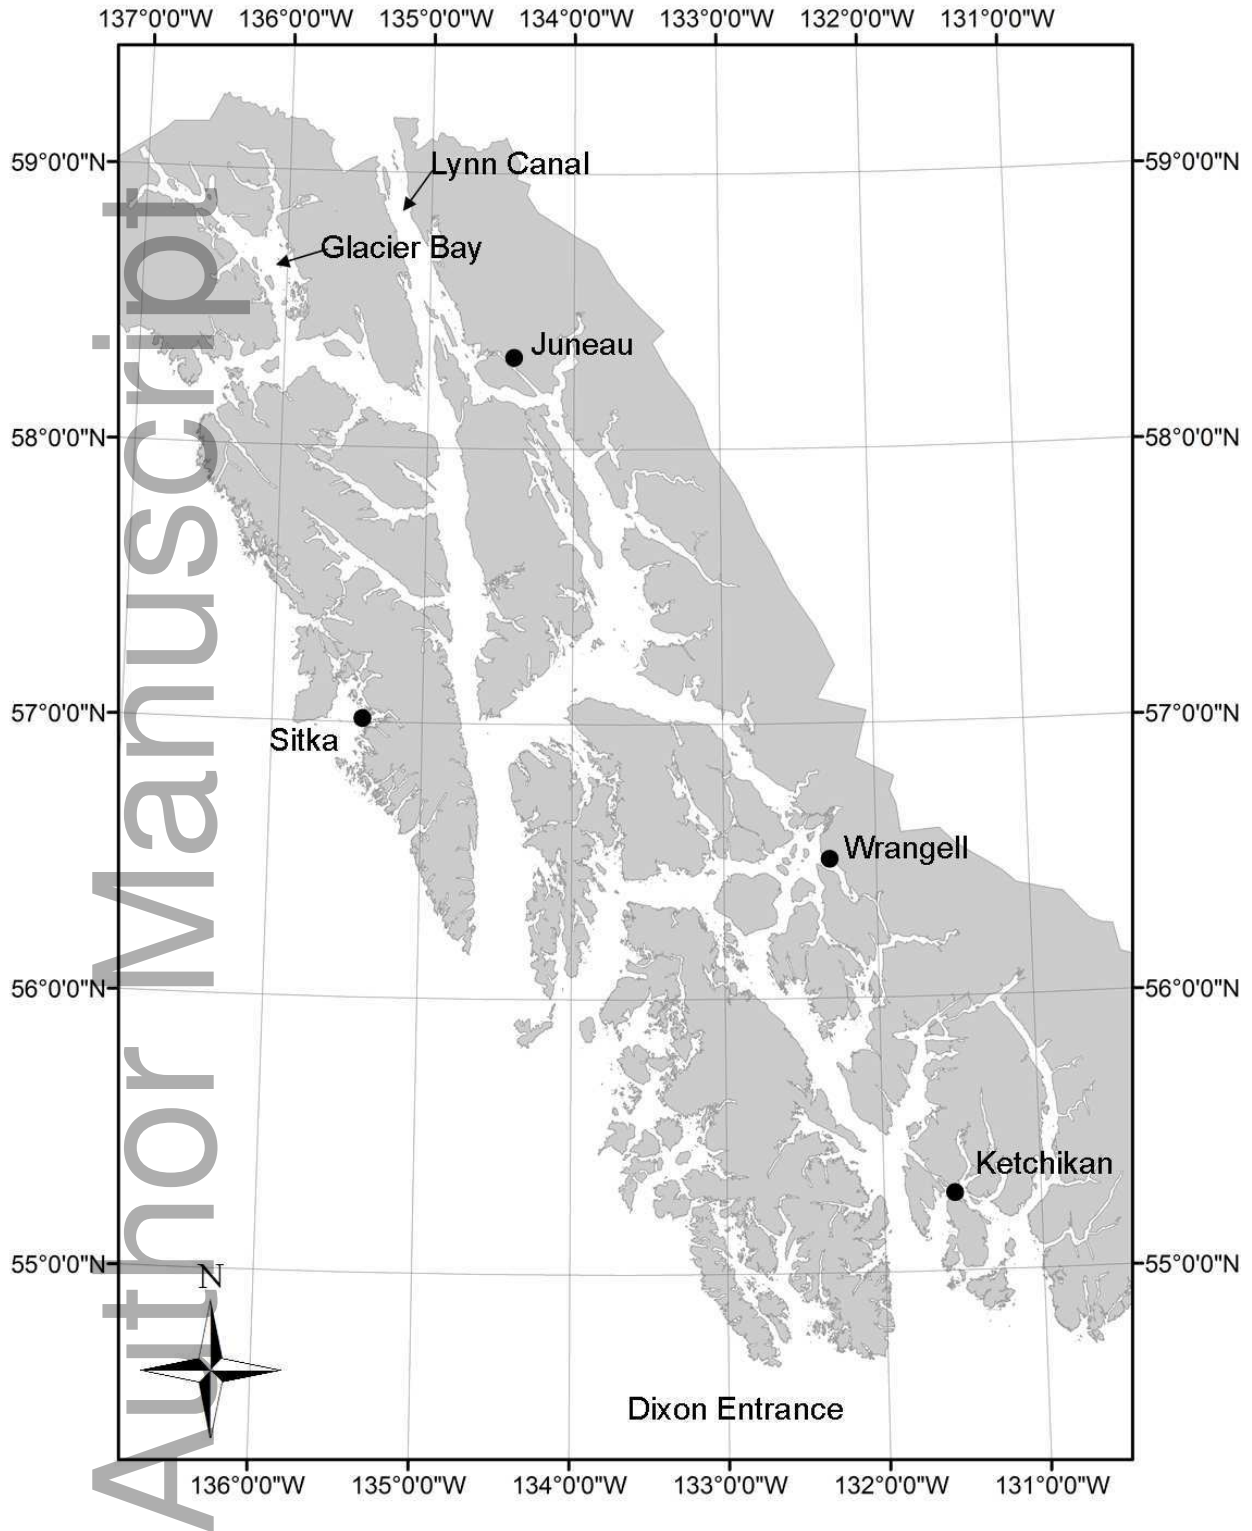 137°0'0"W 136°0'0"W 135°0'0"W 134°0'0"W 133°0'0"W 132°0'0"W 131°0'0"W
59°0'0"N
59°0'0"N
Lynn Canal
Glacier Bay
Juneau
58°0'0"N
58°0'0"N
57°0'0"N
57°0'0"N
Sitka
Wrangell
56°0'0"N
56°0'0"N
Ketchikan
55°0'0"N
55°0'0"N
N
Dixon Entrance
136°0'0"W 135°0'0"W 134°0'0"W 133°0'0"W 132°0'0"W 131°0'0"W
Author Manuscript